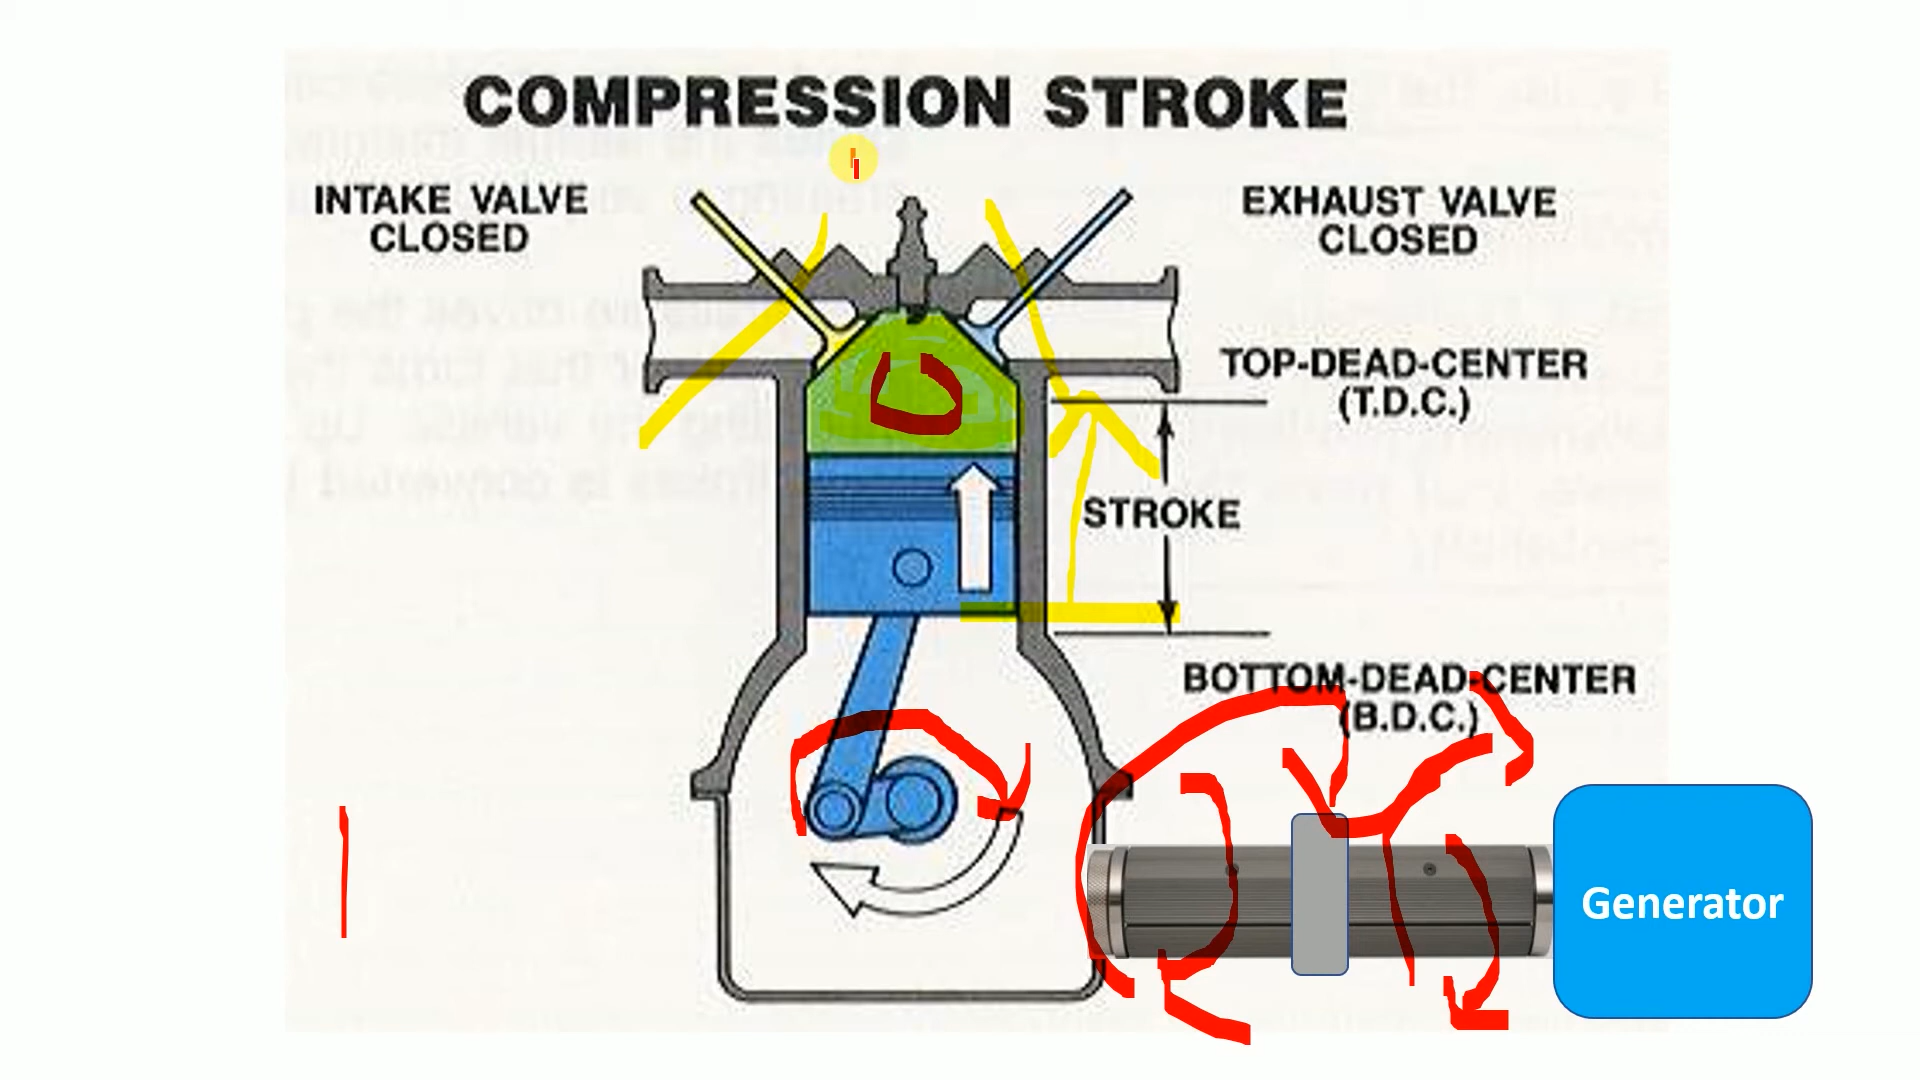 COMPRESSION STROKE
INTAKE VALVE
CLOSED
EXHAUST VALVE
CLOSED
TOP-DEAD-CENTER
(T.D.C.)
STROKE
BOTTOM-DEAD-CENTER
(B.D.C.)
Generator